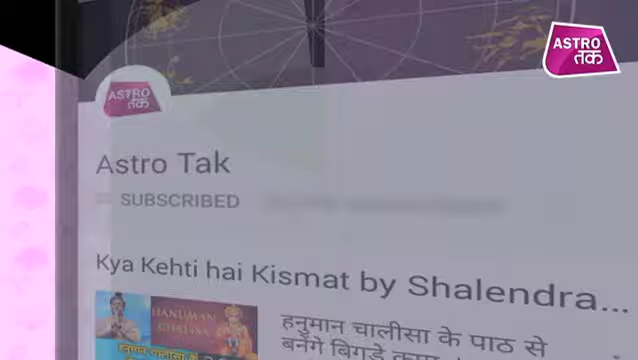 ASTRO
तक
ASTRO
तक
Astro Tak
SUBSCRIBED
Kya Kehti hai Kismat by Shalendra...
HANUMAN
CHALISA
हनुमान चालीसा के पाठ से
बनेंगे बिगड़े काम